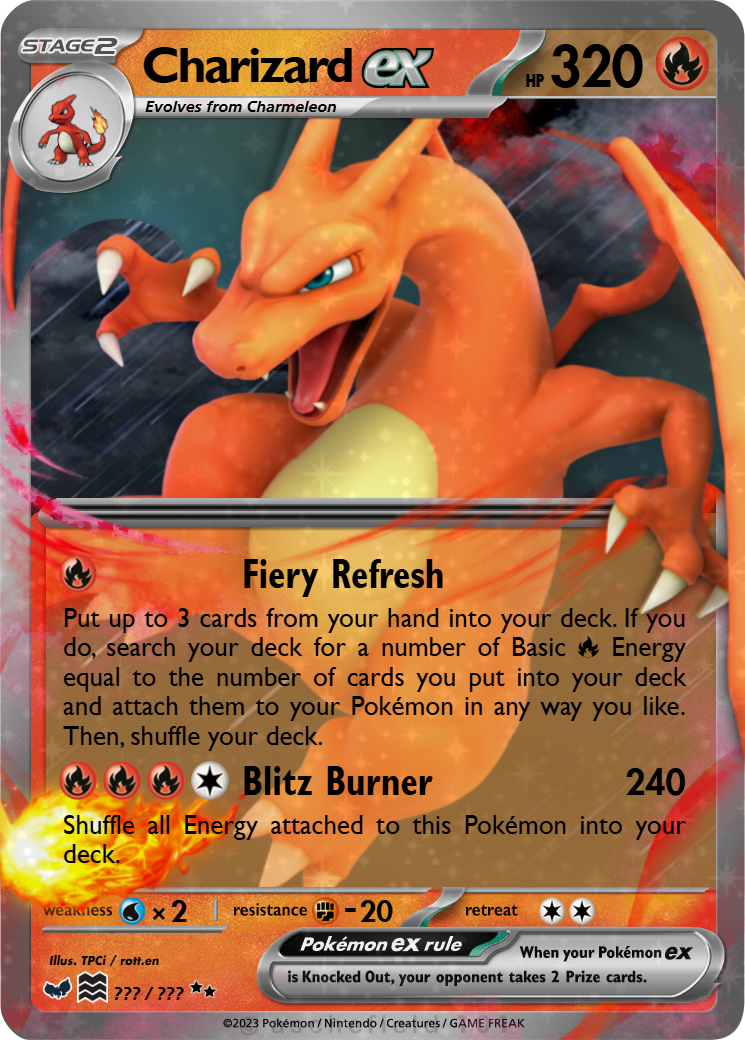 STAGE2
Charizard ex HP 320
Evolves from Charmeleon
Fiery Refresh
Put up to 3 cards from your hand into your deck. If you
do, search your deck for a number of Basic Energy
equal to the number of cards you put into your deck
and attach them to your Pokémon in any way you like.
Then, shuffle your deck.
Blitz Burner 240
Shuffle all Energy attached to this Pokémon into your
deck.
weakness ×2 resistance -20 retreat
Pokémon ex rule
When your Pokémon ex
is Knocked Out, your opponent takes 2 Prize cards.
Illus. TPCi / rott.en
??? / ???
©2023 Pokémon / Nintendo / Creatures / GAME FREAK